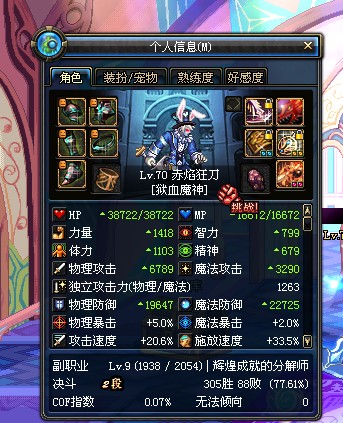 个人信息(M)
角色 装扮/宠物 熟练度 好感度
Lv.70 赤焰狂刀
[狱血魔神]
挑战!
HP 38722/38722 MP 16672/16672
力量 1418 智力 799
体力 1103 精神 679
物理攻击 6789 魔法攻击 3290
独立攻击力(物理/魔法) 1263
物理防御 19647 魔法防御 22725
物理暴击 +5.0% 魔法暴击 +2.0%
攻击速度 +20.6% 施放速度 +33.5%
副职业 Lv.9 (1938 / 2054) | 辉煌成就的分解师
决斗 2段 305胜 88败 (77.61%)
COF指数 0.07% 无法倾向 0